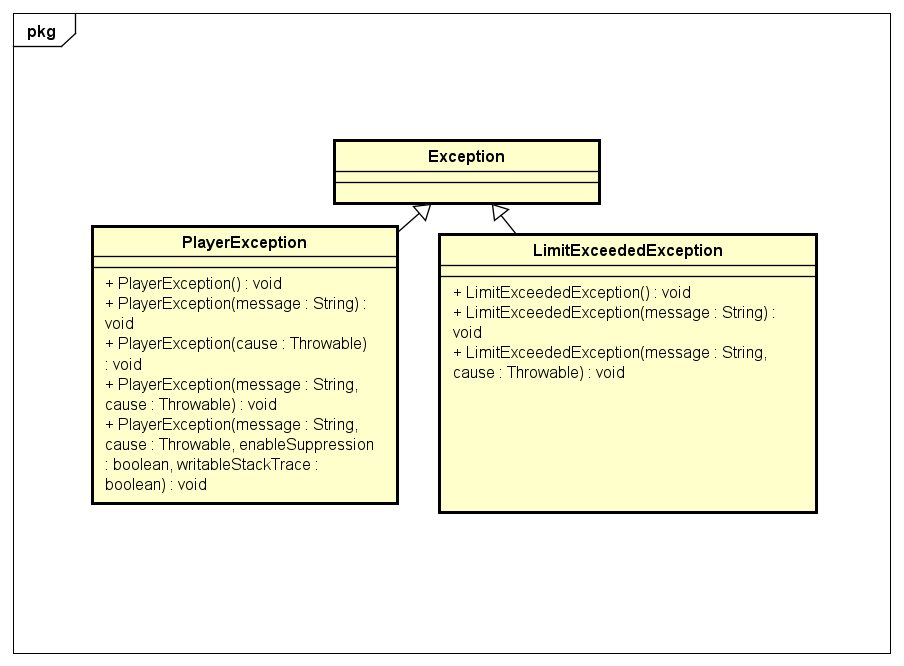 pkg
Exception
PlayerException
+ PlayerException() : void
+ PlayerException(message : String) :
void
+ PlayerException(cause : Throwable)
: void
+ PlayerException(message : String,
cause : Throwable) : void
+ PlayerException(message : String,
cause : Throwable, enableSuppression
: boolean, writableStackTrace :
boolean) : void
LimitExceededException
+ LimitExceededException() : void
+ LimitExceededException(message : String) :
void
+ LimitExceededException(message : String,
cause : Throwable) : void